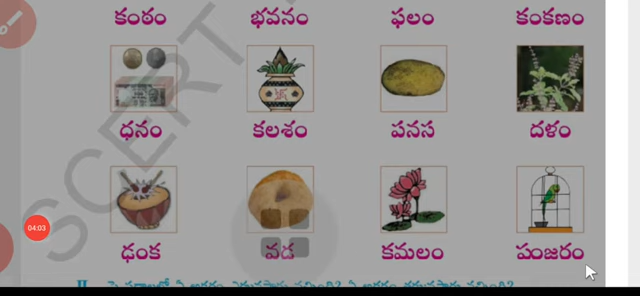 కంఠం భవనం ఫలం కంకణం
ధనం కలశం పనస దళం
ఢంక వడ కమలం పంజరం
SCERT
04:03